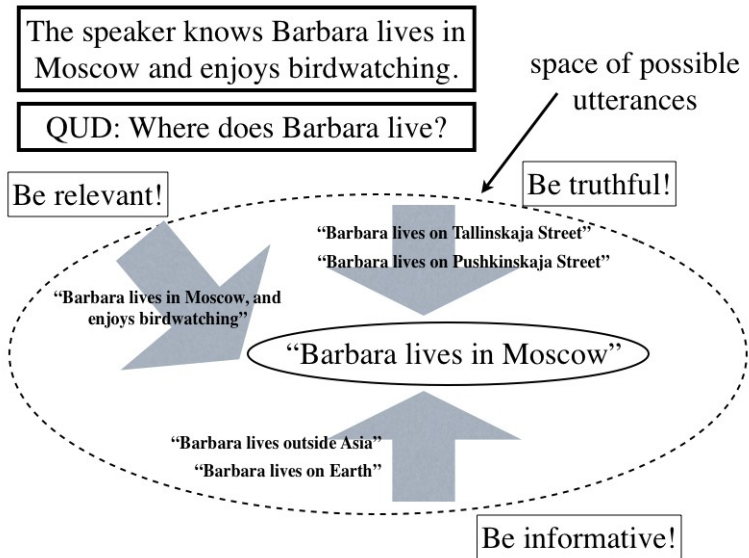 The speaker knows Barbara lives in
Moscow and enjoys birdwatching.
QUD: Where does Barbara live?
space of possible
utterances
Be relevant!
Be truthful!
“Barbara lives on Tallinskaja Street”
“Barbara lives on Pushkinskaja Street”
“Barbara lives in Moscow, and
enjoys birdwatching”
“Barbara lives in Moscow”
“Barbara lives outside Asia”
“Barbara lives on Earth”
Be informative!